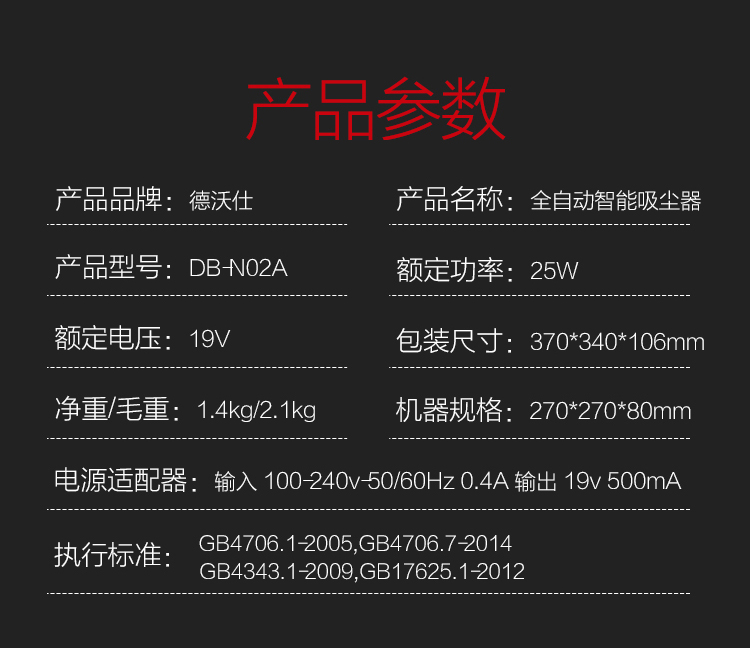 产品参数
产品品牌：德沃仕
产品名称：全自动智能吸尘器
产品型号：DB-N02A
额定功率：25W
额定电压：19V
包装尺寸：370*340*106mm
净重/毛重：1.4kg/2.1kg
机器规格：270*270*80mm
电源适配器：输入 100-240v-50/60Hz 0.4A 输出 19v 500mA
执行标准：
GB4706.1-2005,GB4706.7-2014
GB4343.1-2009,GB17625.1-2012